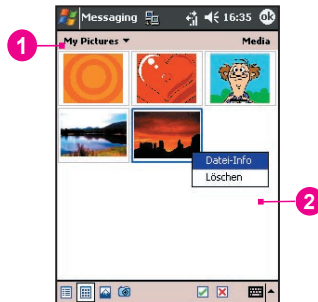 Messaging 16:35 ok
1
My Pictures Media
Datei-Info
Löschen
2